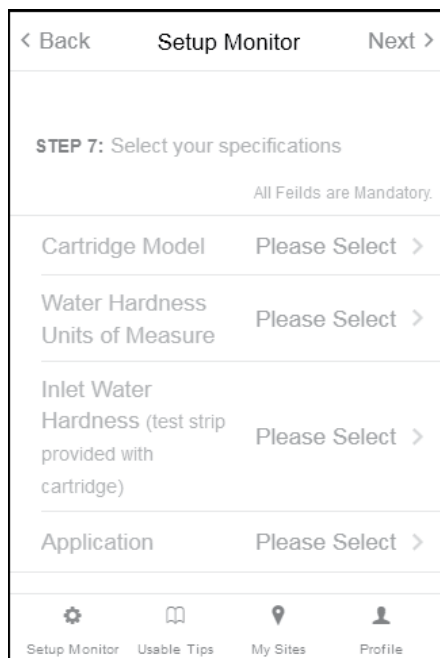 < Back Setup Monitor Next >
STEP 7: Select your specifications
All Feilds are Mandatory.
Cartridge Model Please Select >
Water Hardness
Units of Measure Please Select >
Inlet Water
Hardness (test strip
provided with
cartridge) Please Select >
Application Please Select >
Setup Monitor Usable Tips My Sites Profile